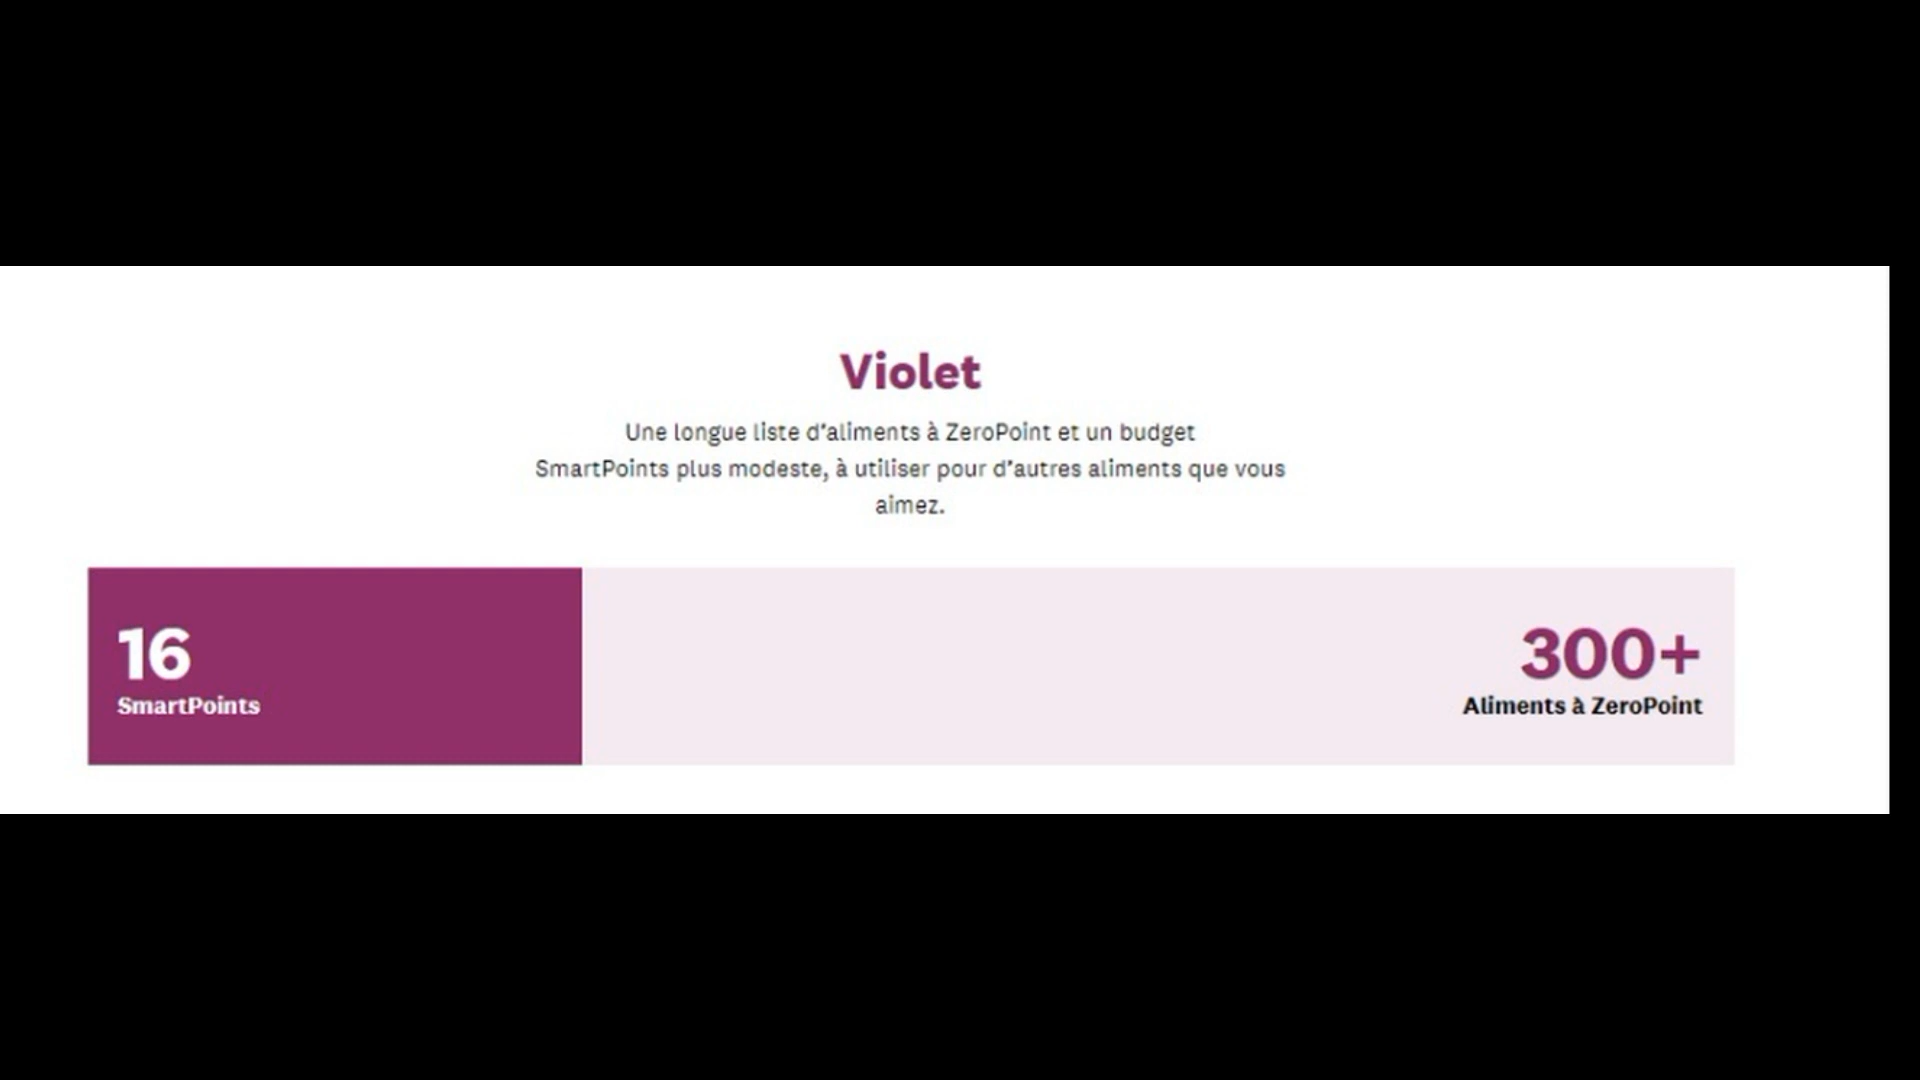 Violet
Une longue liste d’aliments à ZeroPoint et un budget
SmartPoints plus modeste, à utiliser pour d’autres aliments que vous
aimez.
16
SmartPoints
300+
Aliments à ZeroPoint